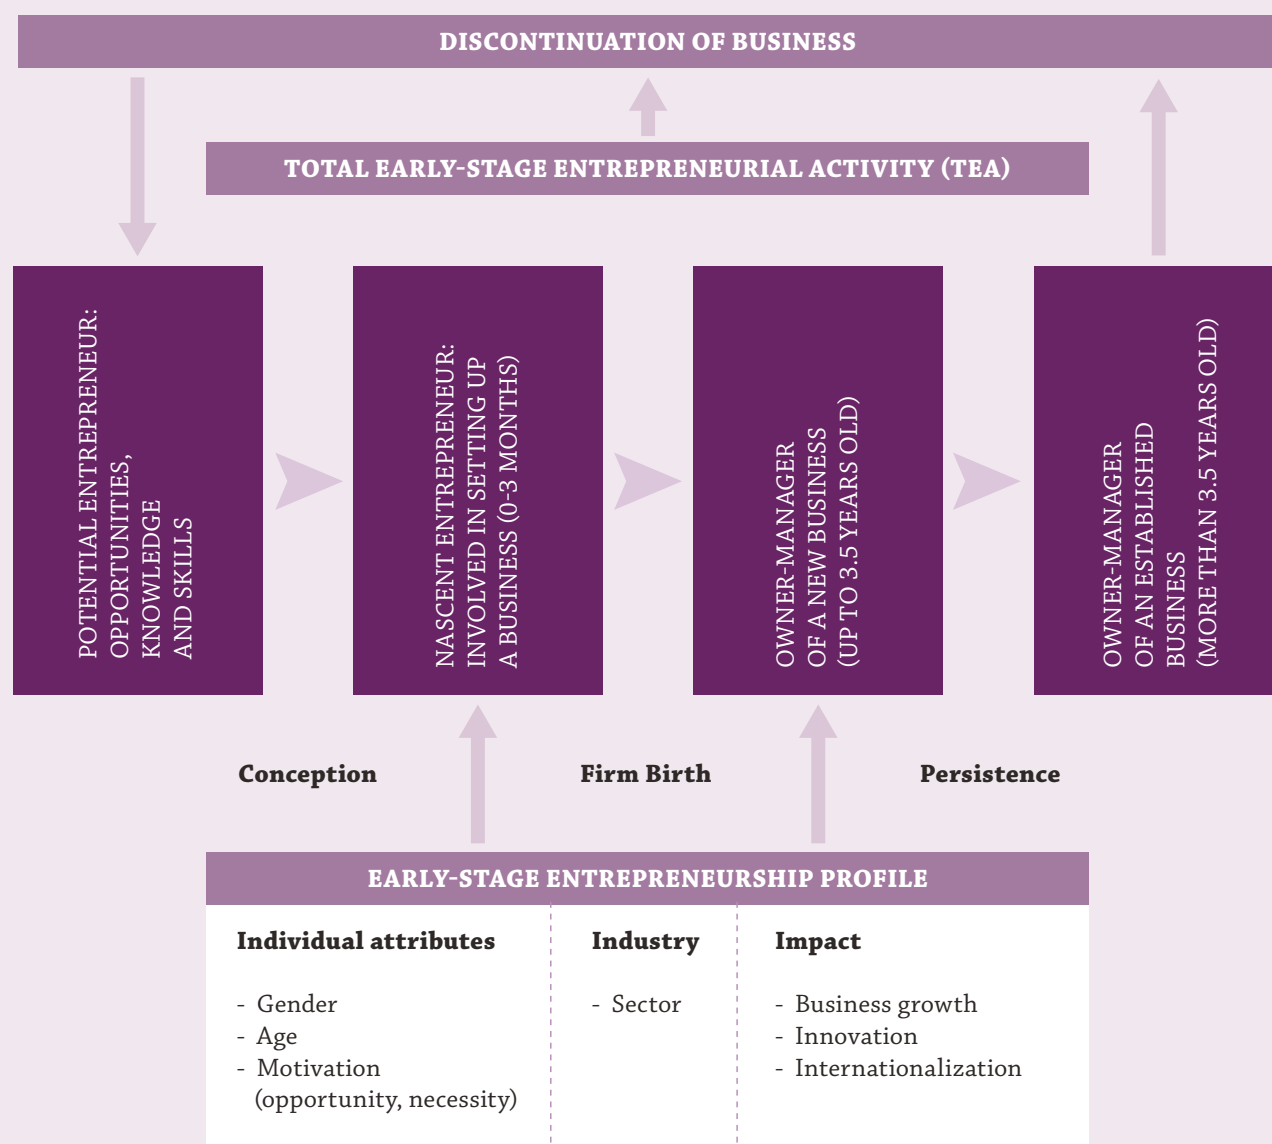 DISCONTINUATION OF BUSINESS
TOTAL EARLY-STAGE ENTREPRENEURIAL ACTIVITY (TEA)
POTENTIAL ENTREPRENEUR:
OPPORTUNITIES,
KNOWLEDGE
AND SKILLS
NASCENT ENTREPRENEUR:
INVOLVED IN SETTING UP
A BUSINESS (0-3 MONTHS)
OWNER-MANAGER
OF A NEW BUSINESS
(UP TO 3.5 YEARS OLD)
OWNER-MANAGER
OF AN ESTABLISHED
BUSINESS
(MORE THAN 3.5 YEARS OLD)
Conception
Firm Birth
Persistence
EARLY-STAGE ENTREPRENEURSHIP PROFILE
Individual attributes
- Gender
- Age
- Motivation
(opportunity, necessity)
Industry
- Sector
Impact
- Business growth
- Innovation
- Internationalization